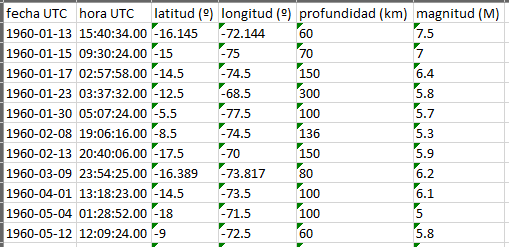 fecha UTC hora UTC latitud (º) longitud (º) profundidad (km) magnitud (M)
1960-01-13 15:40:34.00 -16.145 -72.144 60 7.5
1960-01-15 09:30:24.00 -15 -75 70 7
1960-01-17 02:57:58.00 -14.5 -74.5 150 6.4
1960-01-23 03:37:32.00 -12.5 -68.5 300 5.8
1960-01-30 05:07:24.00 -5.5 -77.5 100 5.7
1960-02-08 19:06:16.00 -8.5 -74.5 136 5.3
1960-02-13 20:40:06.00 -17.5 -70 150 5.9
1960-03-09 23:54:25.00 -16.389 -73.817 80 6.2
1960-04-01 13:18:23.00 -14.5 -73.5 100 6.1
1960-05-04 01:28:52.00 -18 -71.5 100 5
1960-05-12 12:09:24.00 -9 -72.5 60 5.8